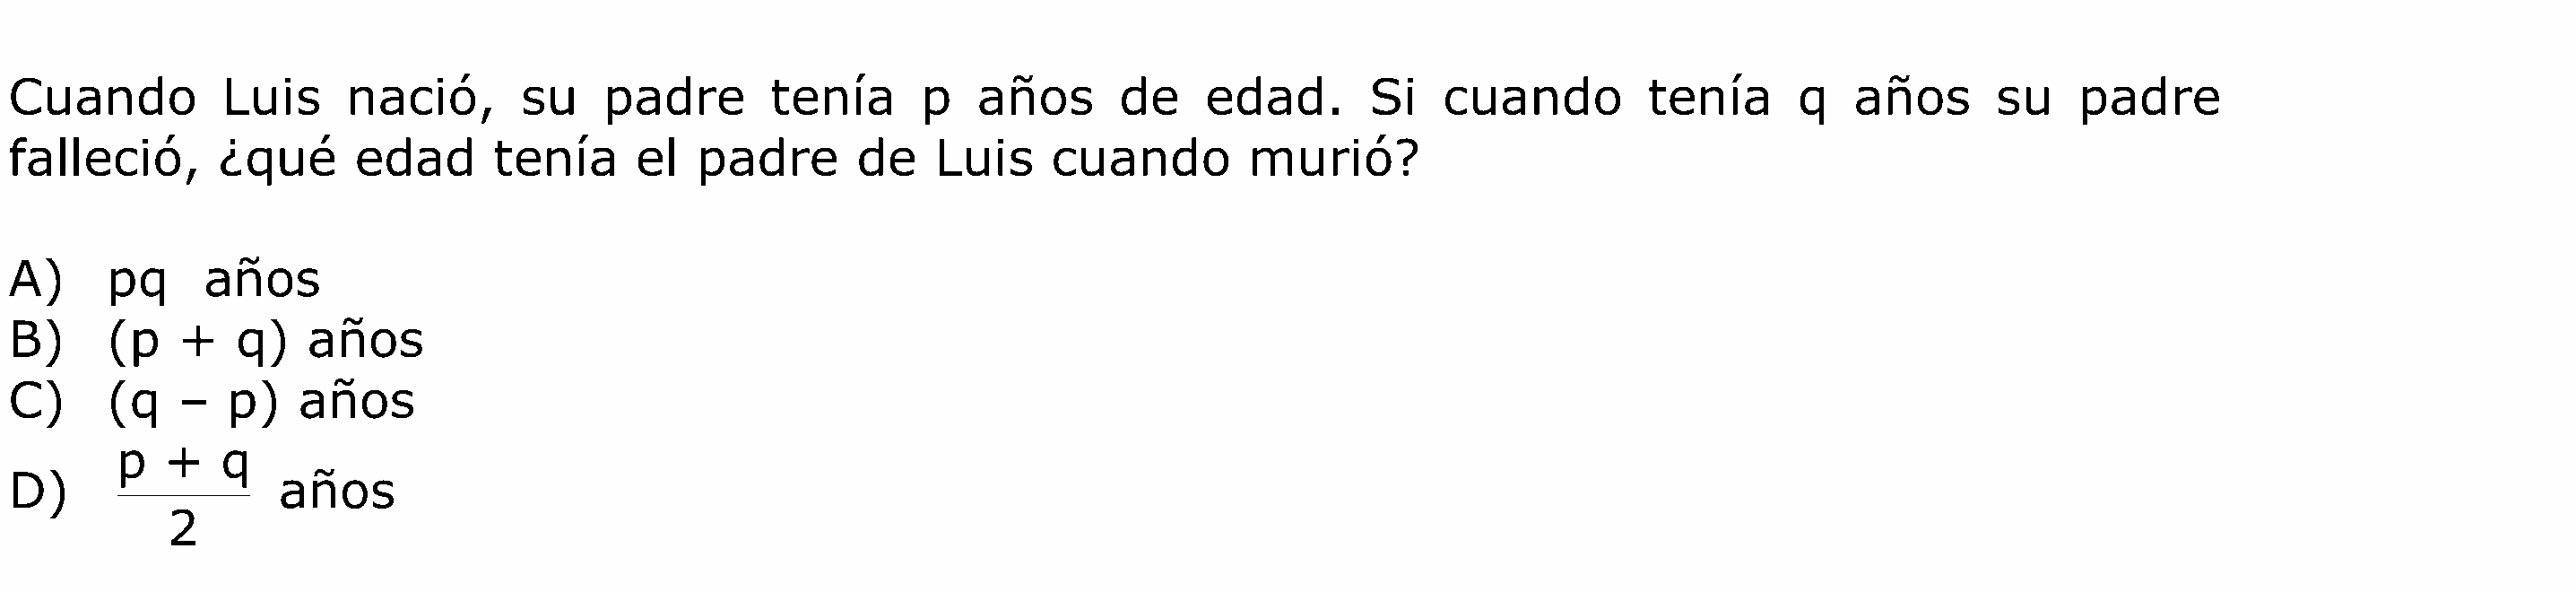 Cuando Luis nació, su padre tenía p años de edad. Si cuando tenía q años su padre
falleció, ¿qué edad tenía el padre de Luis cuando murió?
A) pq años
B) (p + q) años
C) (q – p) años
D) \frac{p + q}{2} años